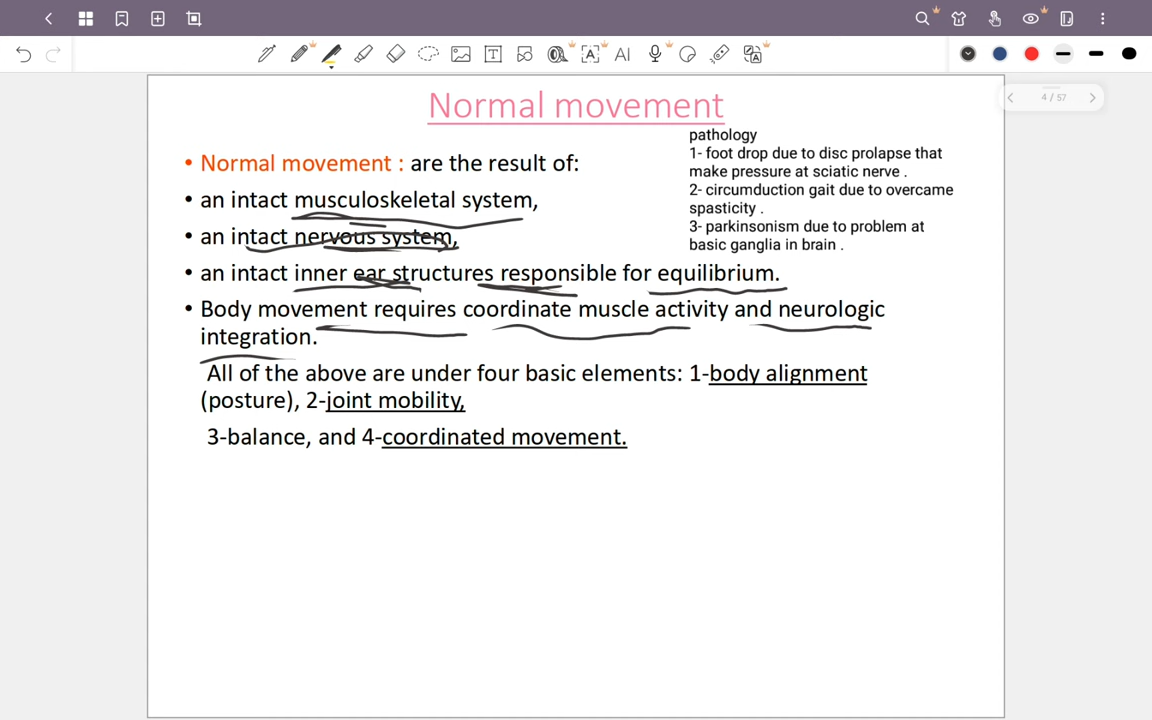 4 / 57
Normal movement
pathology
1- foot drop due to disc prolapse that
make pressure at sciatic nerve .
2- circumduction gait due to overcame
spasticity .
3- parkinsonism due to problem at
basic ganglia in brain .
• Normal movement : are the result of:
• an intact musculoskeletal system,
• an intact nervous system,
• an intact inner ear structures responsible for equilibrium.
• Body movement requires coordinate muscle activity and neurologic
integration.
All of the above are under four basic elements: 1-body alignment
(posture), 2-joint mobility,
3-balance, and 4-coordinated movement.